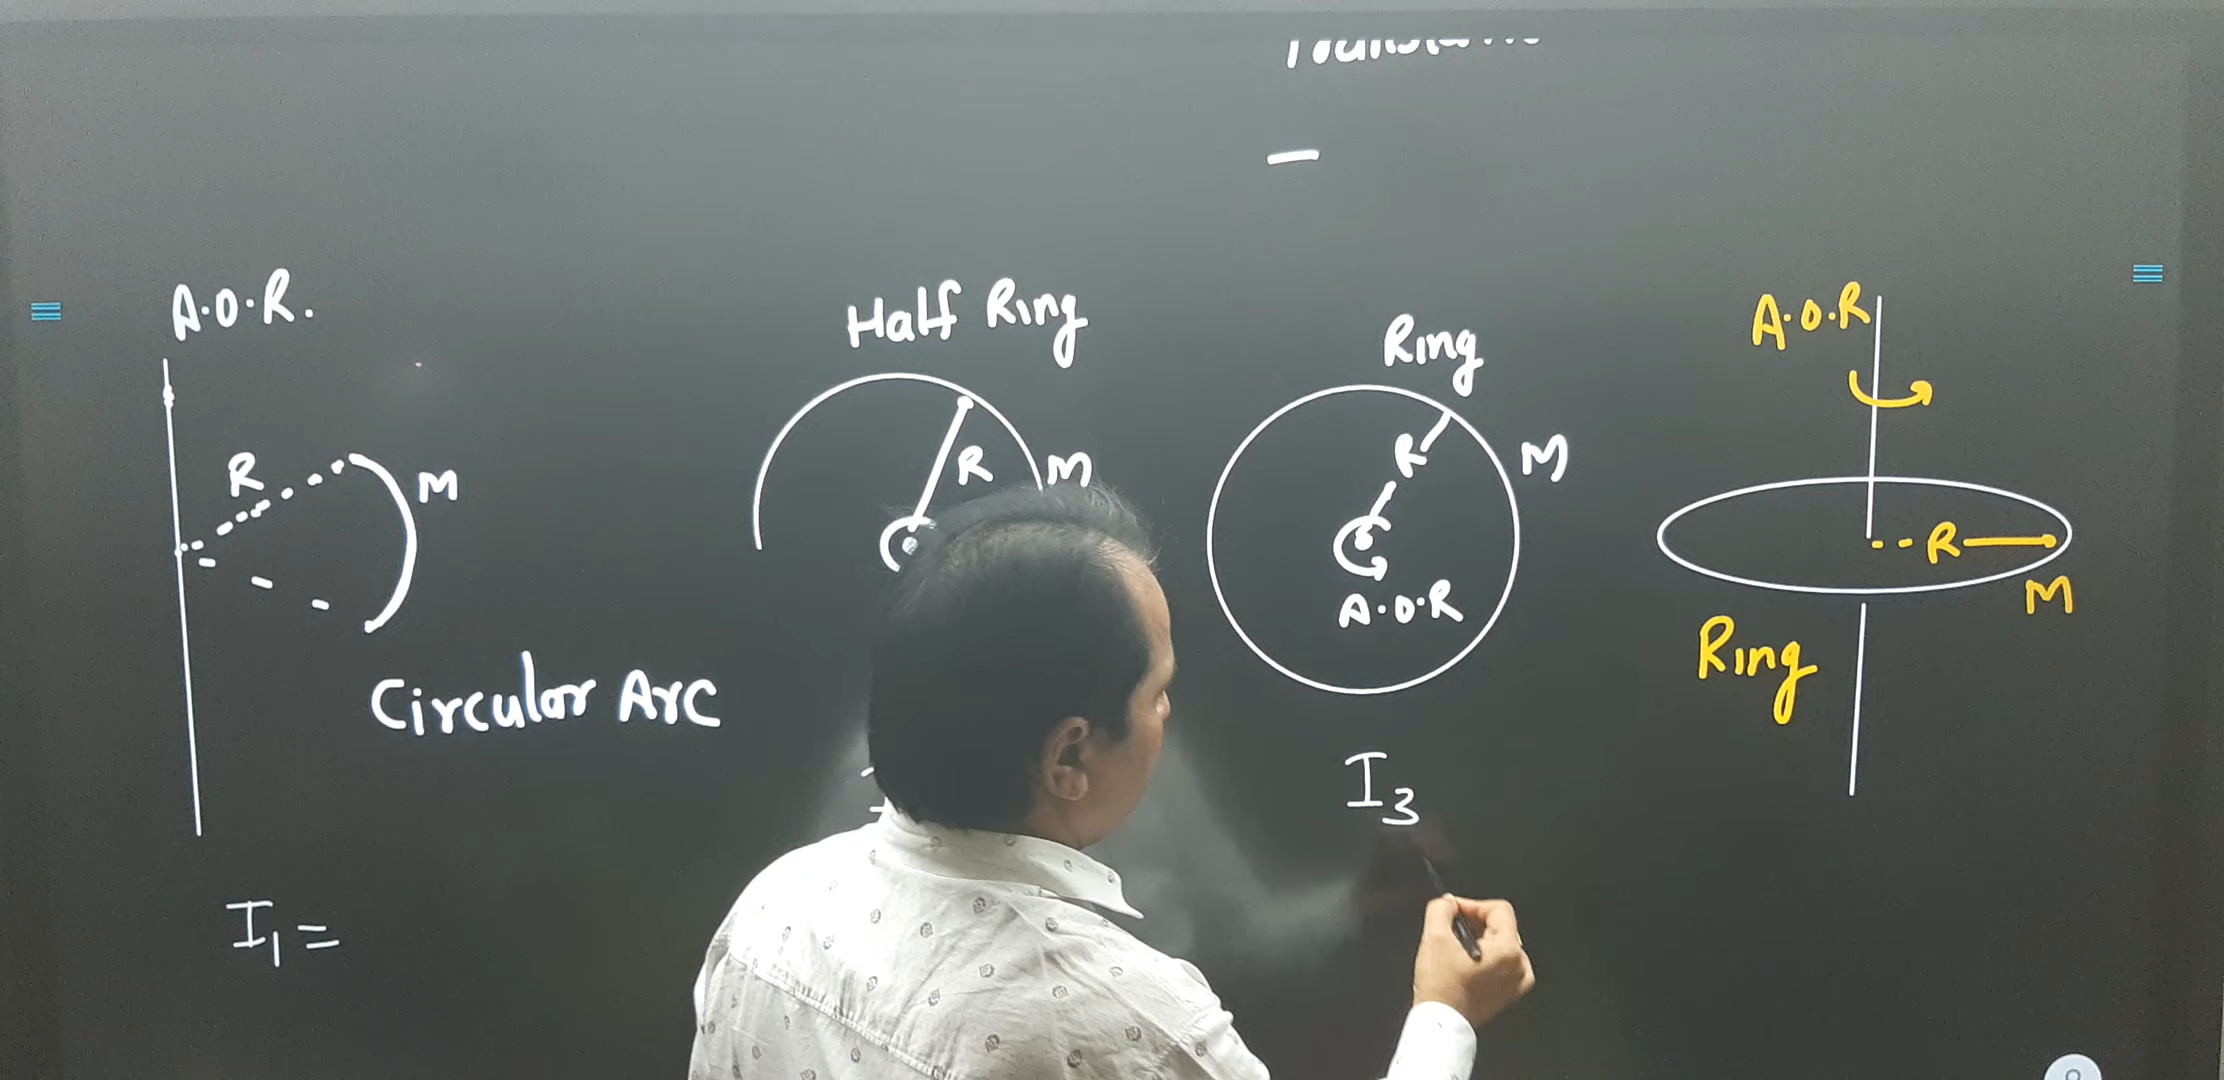 A.O.R.
R
M
Circular Arc
I1 =
Half Ring
R
M
Ring
R
M
A.O.R
I3
A.O.R
R
M
Ring